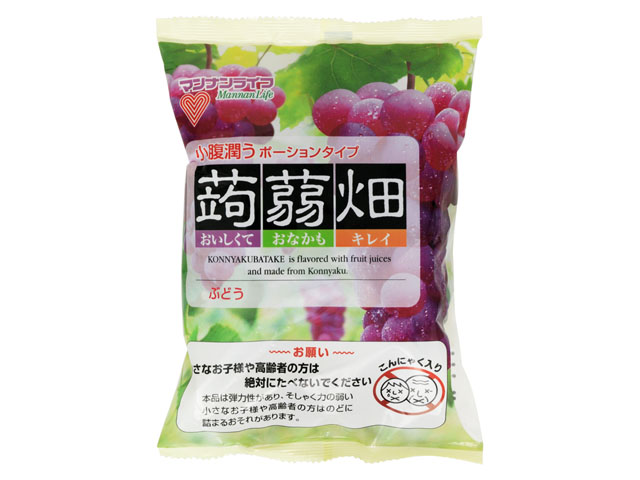 マンナンライフ
MannanLife
小腹潤う ポーションタイプ
蒟蒻畑
おいしくて おなかも キレイ
KONNYAKUBATAKE is flavored with fruit juices
and made from Konnyaku.
ぶどう
お願い
さなお子様や高齢者の方は
絶対にたべないでください
本品は弾力性があり、そしゃく力の弱い
小さなお子様や高齢者の方はのどに
詰まるおそれがあります。
こんにゃく入り